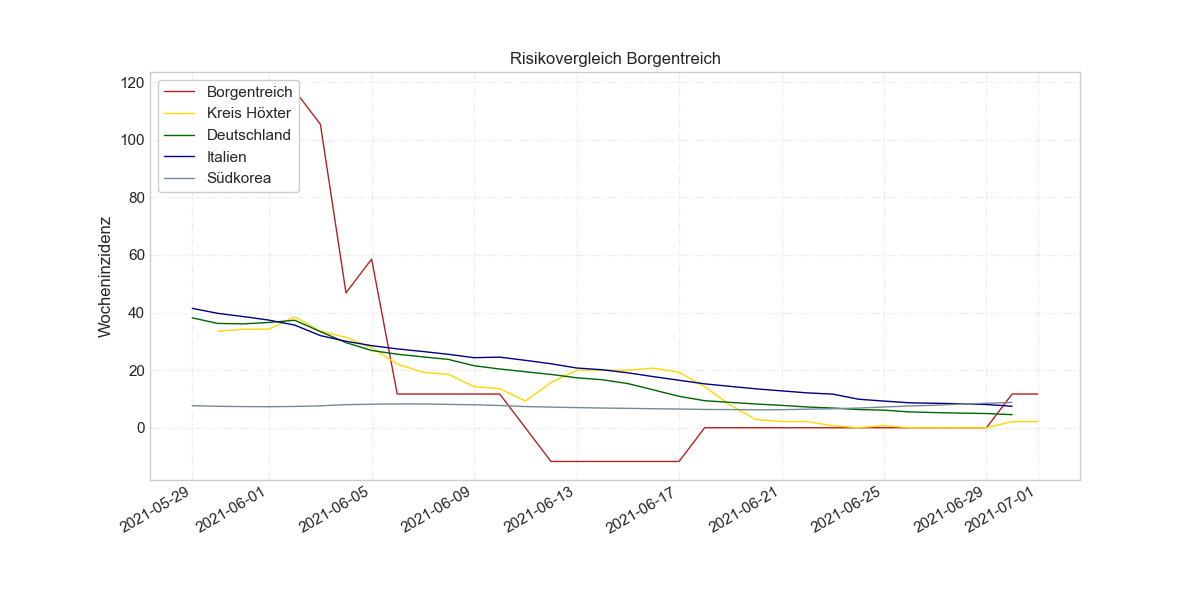 Risikovergleich Borgentreich
Wocheninzidenz
120
100
80
60
40
20
0
Borgentreich
Kreis Höxter
Deutschland
Italien
Südkorea
2021-05-29
2021-06-01
2021-06-05
2021-06-09
2021-06-13
2021-06-17
2021-06-21
2021-06-25
2021-06-29
2021-07-01